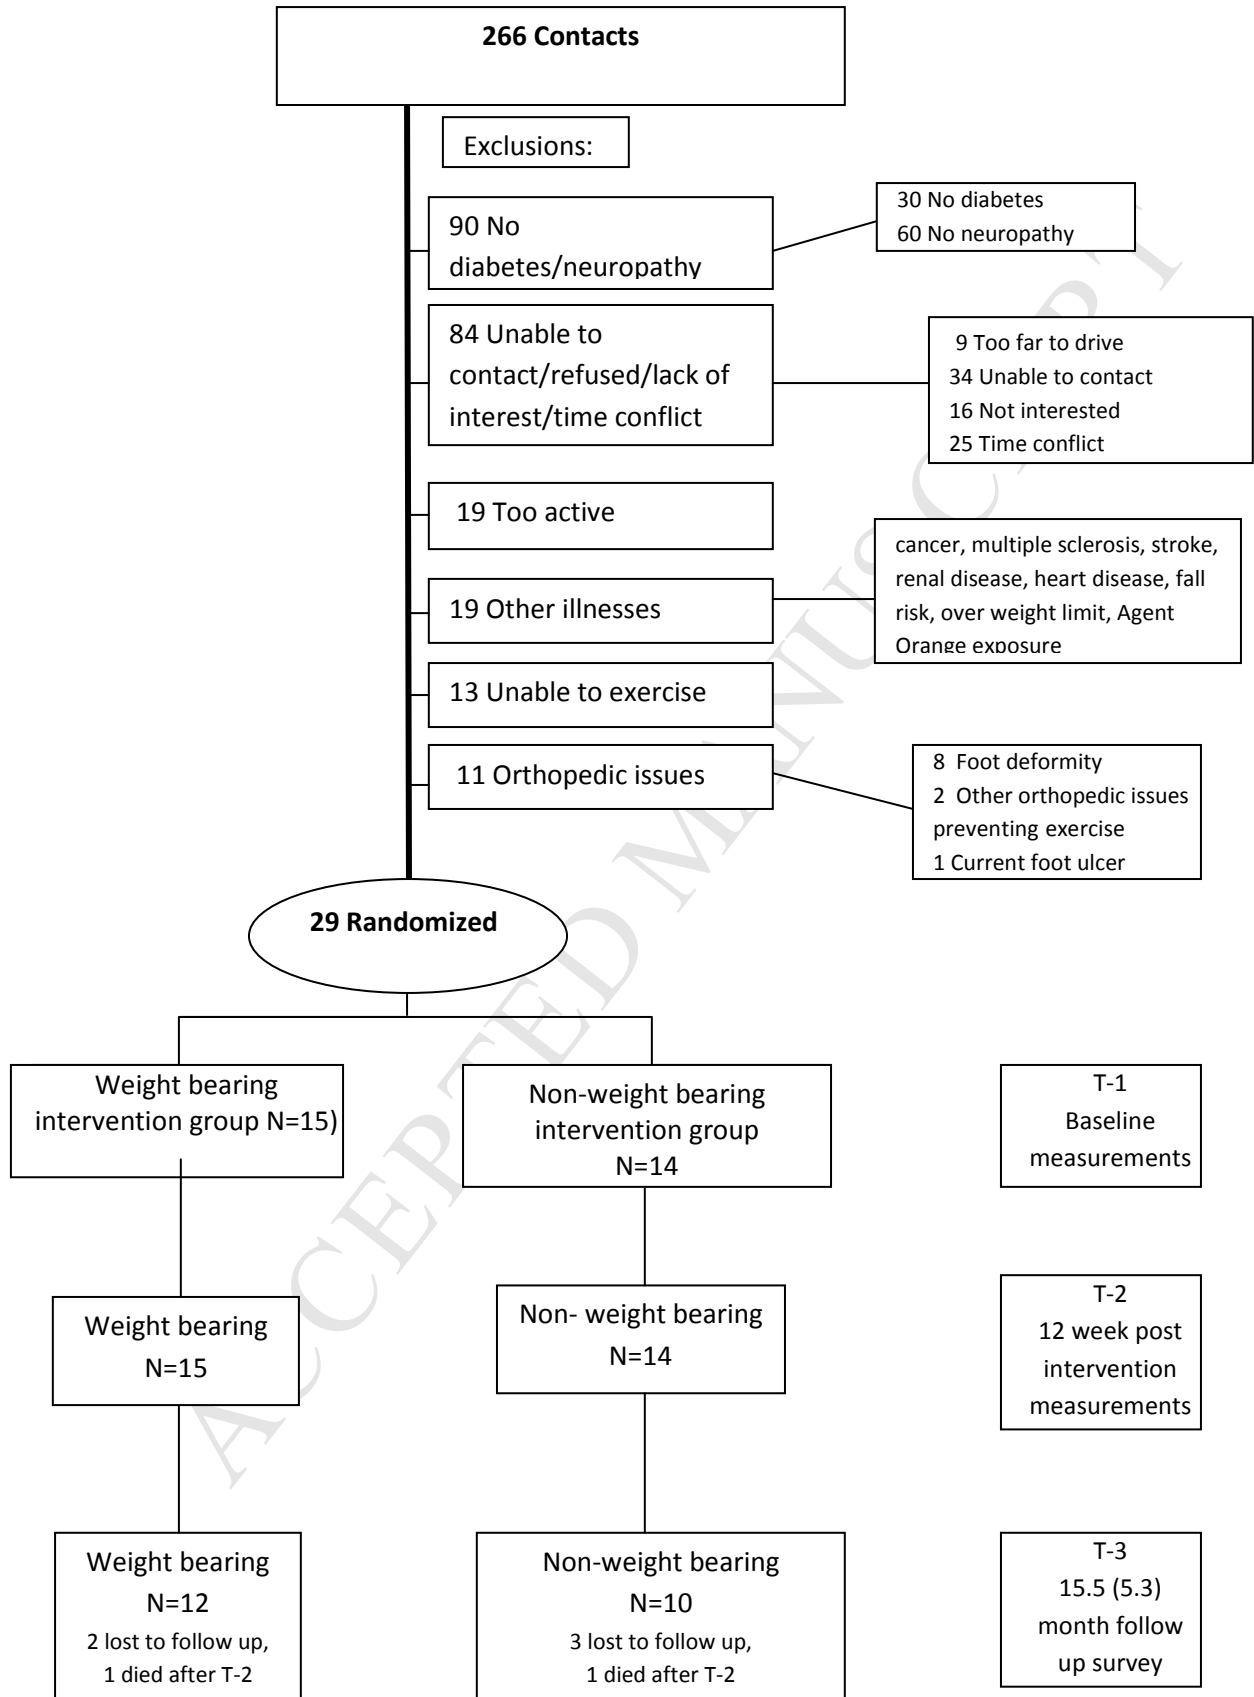 266 Contacts
Exclusions:
90 No
diabetes/neuropathy
30 No diabetes
60 No neuropathy
84 Unable to
contact/refused/lack of
interest/time conflict
9 Too far to drive
34 Unable to contact
16 Not interested
25 Time conflict
19 Too active
19 Other illnesses
cancer, multiple sclerosis, stroke,
renal disease, heart disease, fall
risk, over weight limit, Agent
Orange exposure
13 Unable to exercise
11 Orthopedic issues
8 Foot deformity
2 Other orthopedic issues
preventing exercise
1 Current foot ulcer
29 Randomized
Weight bearing
intervention group N=15)
Non-weight bearing
intervention group
N=14
T-1
Baseline
measurements
Weight bearing
N=15
Non- weight bearing
N=14
T-2
12 week post
intervention
measurements
Weight bearing
N=12
2 lost to follow up,
1 died after T-2
Non-weight bearing
N=10
3 lost to follow up,
1 died after T-2
T-3
15.5 (5.3)
month follow
up survey
ACCEPTED MANUSCRIPT